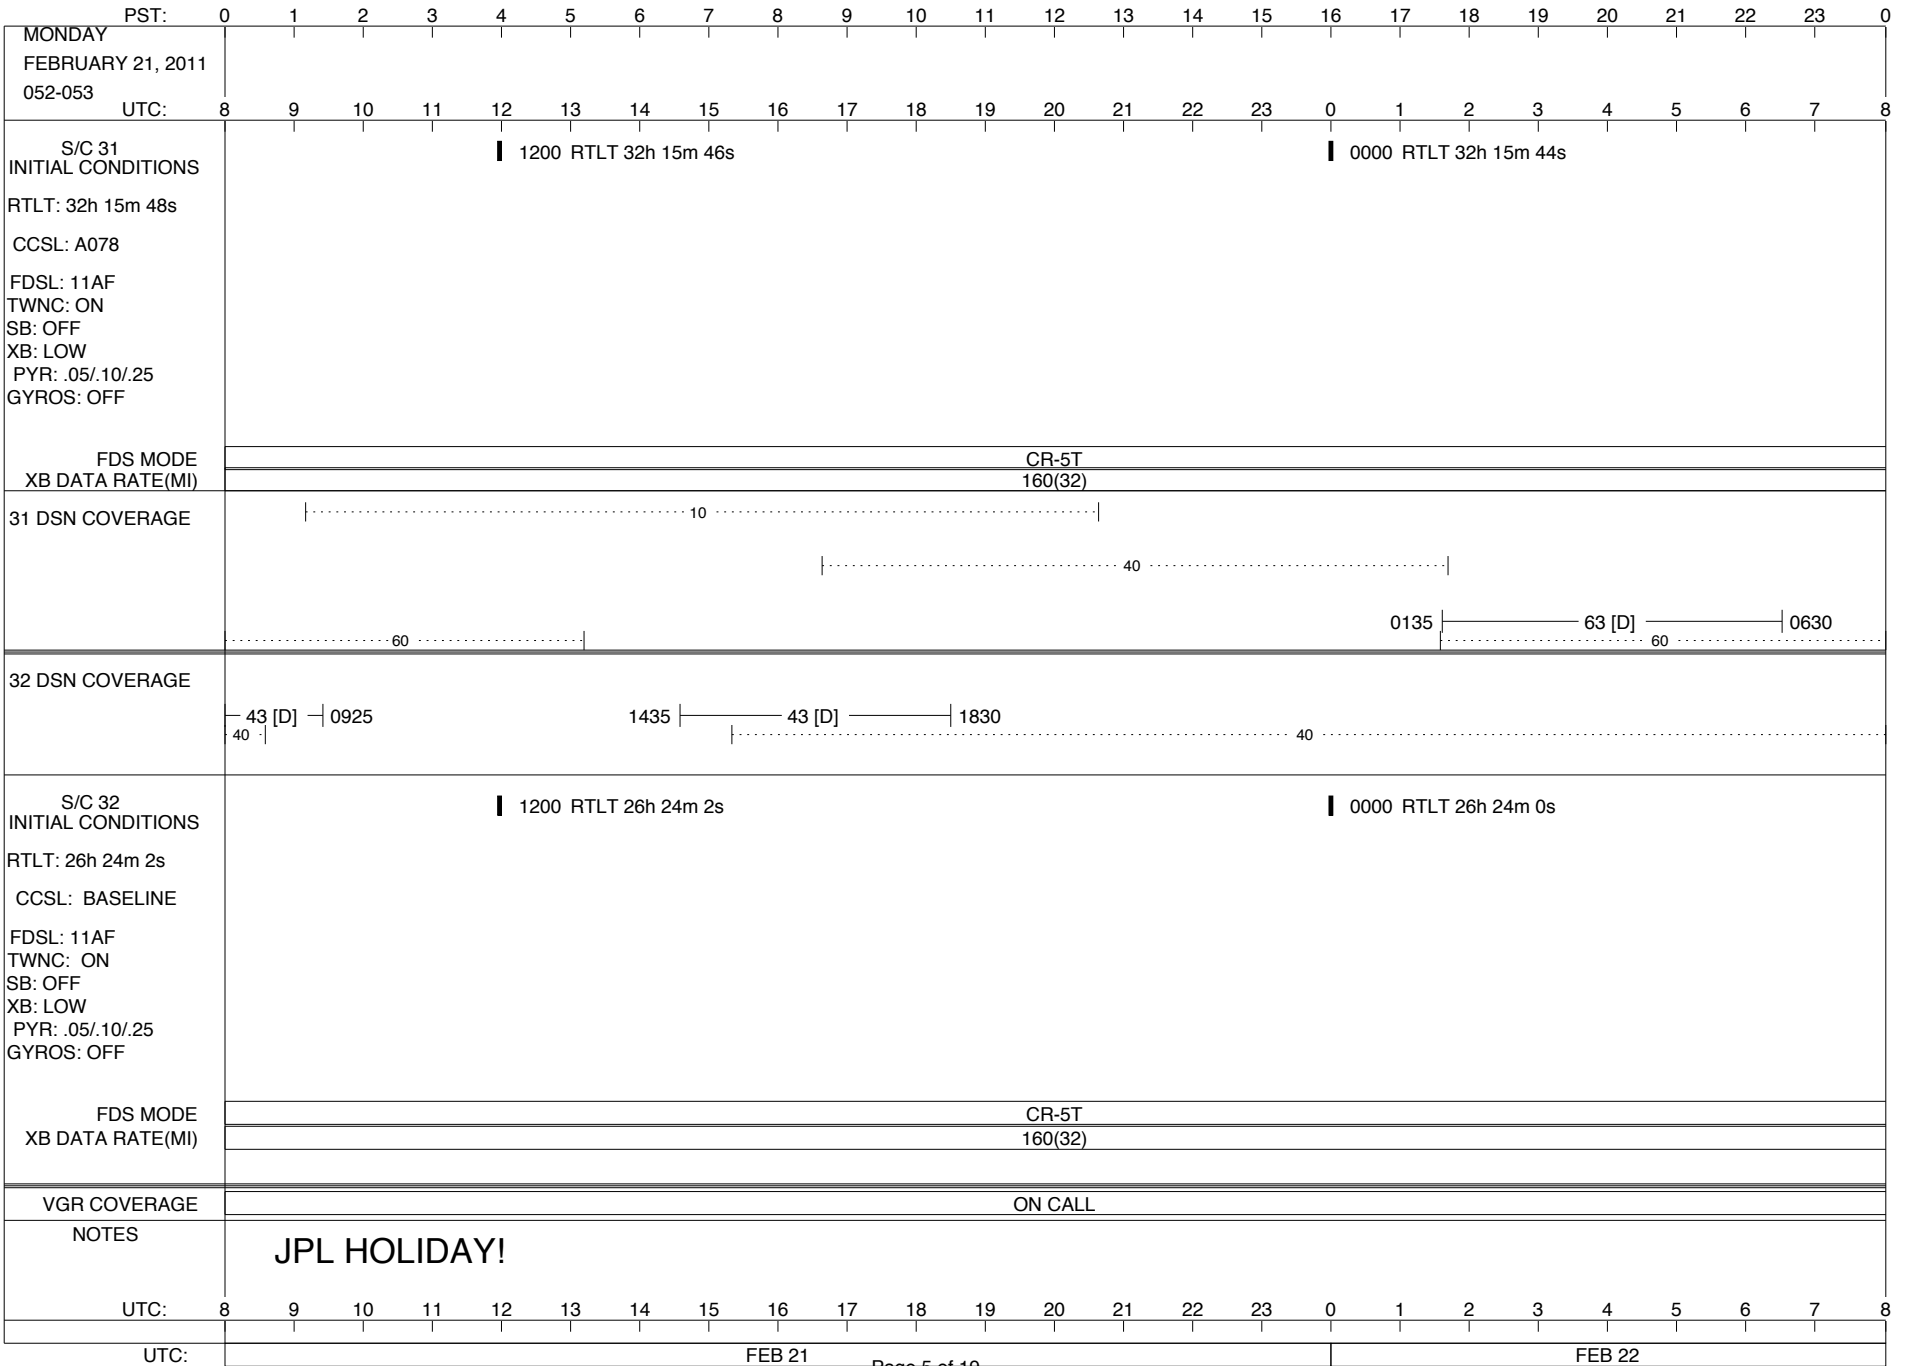 PST: 0 1 2 3 4 5 6 7 8 9 10 11 12 13 14 15 16 17 18 19 20 21 22 23 0
MONDAY
FEBRUARY 21, 2011
052-053
UTC: 8 9 10 11 12 13 14 15 16 17 18 19 20 21 22 23 0 1 2 3 4 5 6 7 8
S/C 31
INITIAL CONDITIONS
1200 RTLT 32h 15m 46s
0000 RTLT 32h 15m 44s
RTLT: 32h 15m 48s
CCSL: A078
FDSL: 11AF
TWNC: ON
SB: OFF
XB: LOW
PYR: .05/.10/.25
GYROS: OFF
FDS MODE CR-5T
XB DATA RATE(MI) 160(32)
31 DSN COVERAGE
10
40
0135 63 [D] 0630
60 60
32 DSN COVERAGE
43 [D] 0925 1435 43 [D] 1830
40 40
S/C 32
INITIAL CONDITIONS
1200 RTLT 26h 24m 2s
0000 RTLT 26h 24m 0s
RTLT: 26h 24m 2s
CCSL: BASELINE
FDSL: 11AF
TWNC: ON
SB: OFF
XB: LOW
PYR: .05/.10/.25
GYROS: OFF
FDS MODE CR-5T
XB DATA RATE(MI) 160(32)
VGR COVERAGE ON CALL
NOTES
JPL HOLIDAY!
UTC: 8 9 10 11 12 13 14 15 16 17 18 19 20 21 22 23 0 1 2 3 4 5 6 7 8
UTC: FEB 21 FEB 22
Page 5 of